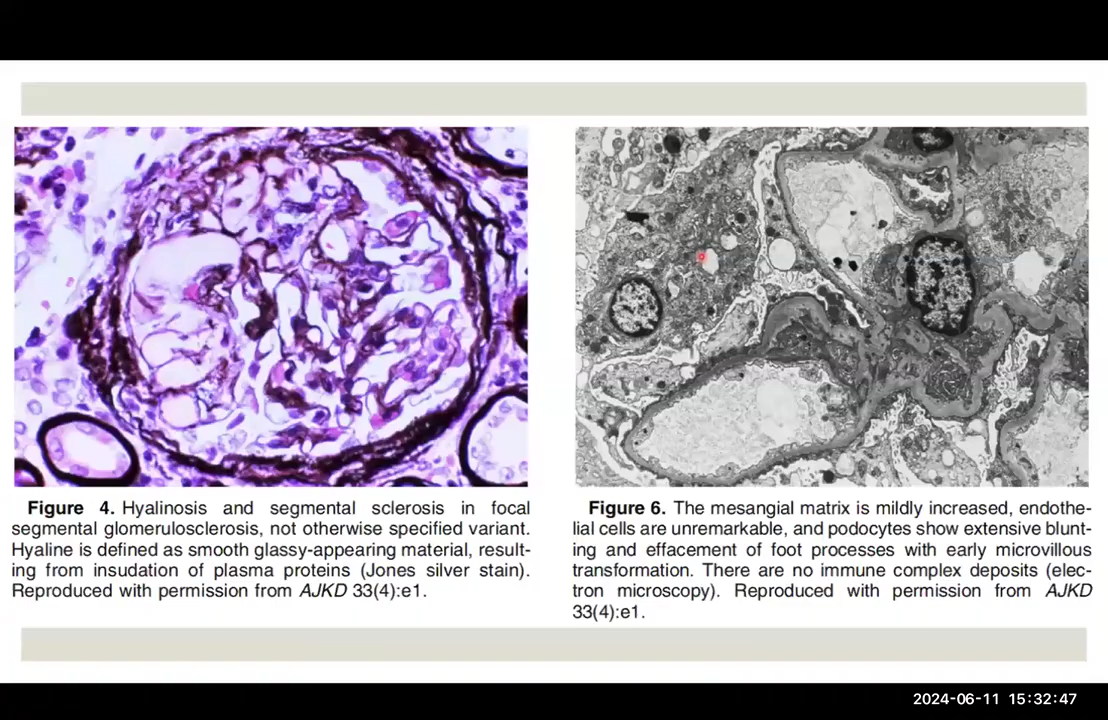 Figure 4. Hyalinosis and segmental sclerosis in focal
segmental glomerulosclerosis, not otherwise specified variant.
Hyaline is defined as smooth glassy-appearing material, result-
ing from insudation of plasma proteins (Jones silver stain).
Reproduced with permission from AJKD 33(4):e1.
Figure 6. The mesangial matrix is mildly increased, endothe-
lial cells are unremarkable, and podocytes show extensive blunt-
ing and effacement of foot processes with early microvillous
transformation. There are no immune complex deposits (elec-
tron microscopy). Reproduced with permission from AJKD
33(4):e1.
2024-06-11 15:32:47